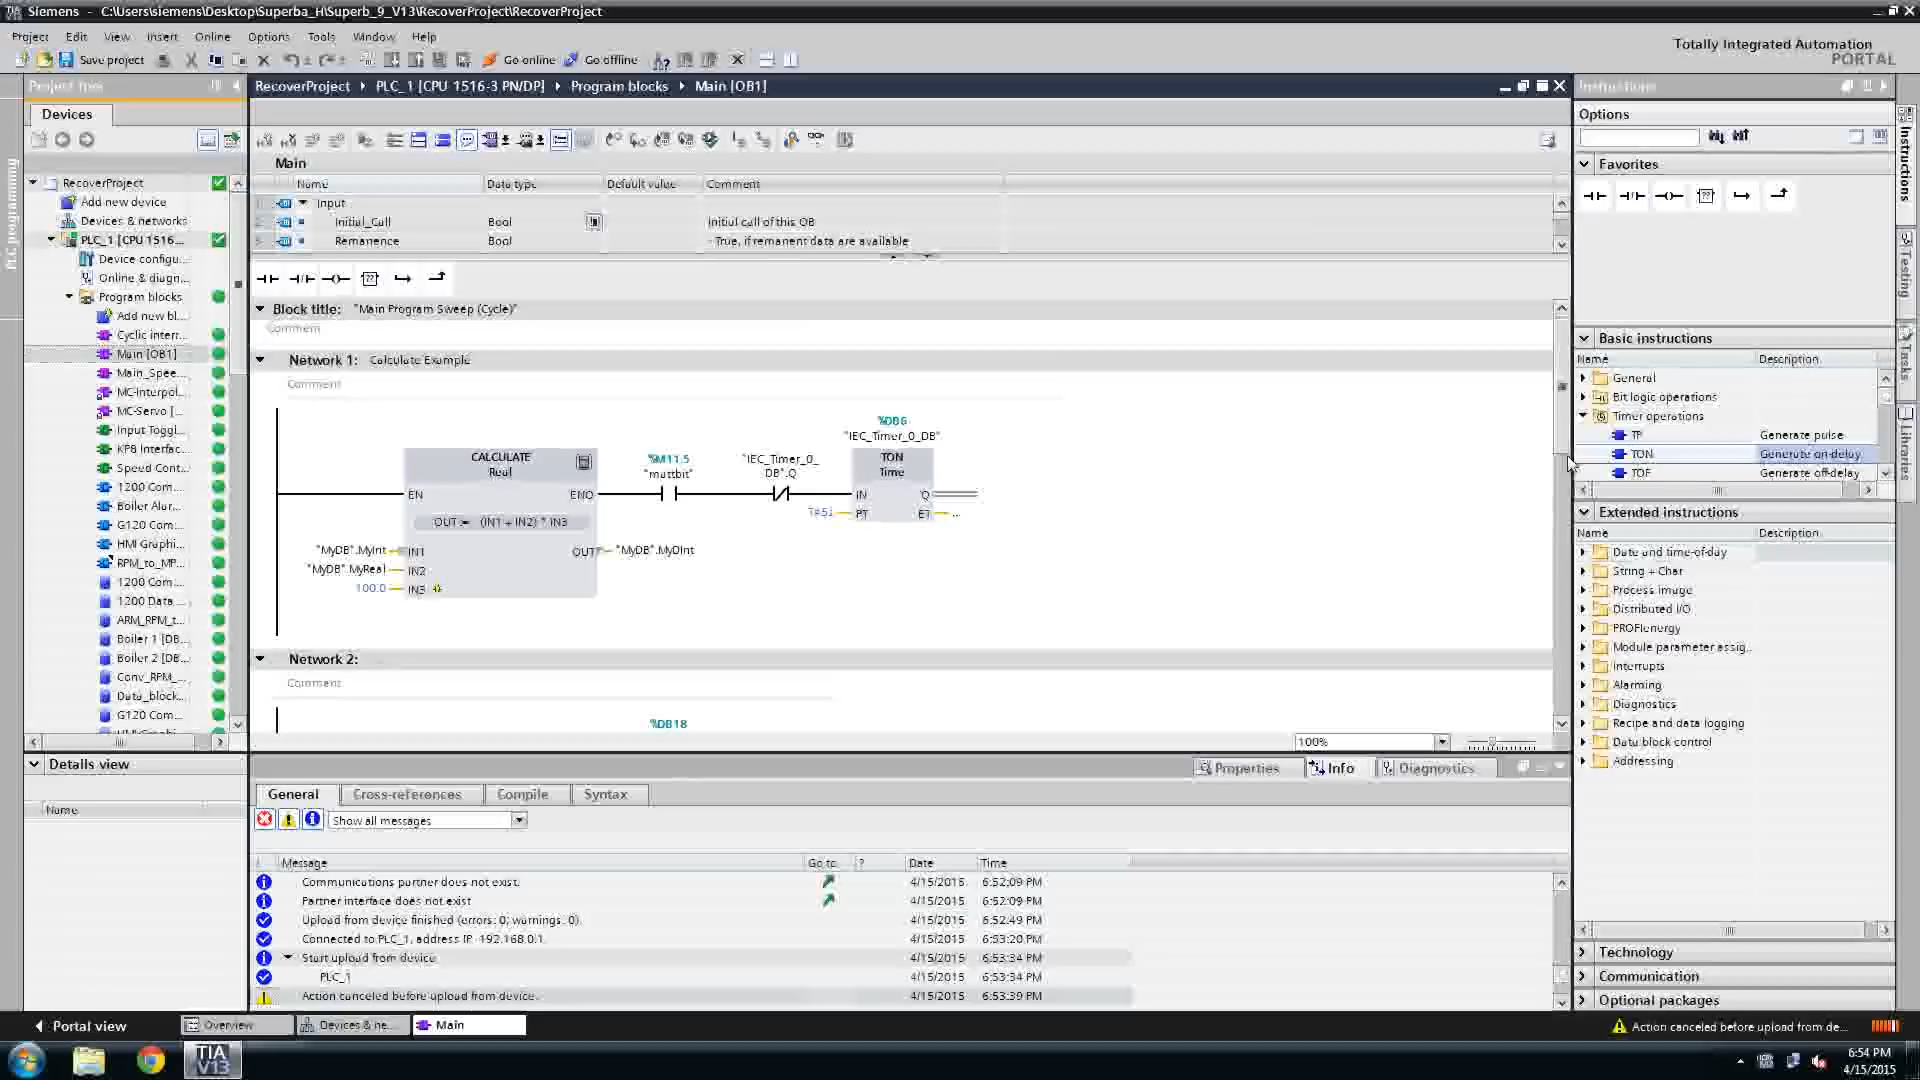 Siemens - C:\Users\siemens\Desktop\Superba_H\Superb_9_V13\RecoverProject\RecoverProject
Project Edit View Insert Online Options Tools Window Help
Totally Integrated Automation
PORTAL
Save project Go online Go offline
Project tree
RecoverProject PLC_1 [CPU 1516-3 PN/DP] Program blocks Main [OB1]
Instructions
Devices
Options
Main
Name Data type Default value Comment
Favorites
Input
Initial_Call Bool Initial call of this OB
Remanence Bool =True, if remanent data are available
RecoverProject
Add new device
Devices & networks
PLC_1 [CPU 1516...
Device configu...
Online & diagn...
Program blocks
Add new bl...
Cyclic interr...
Main [OB1]
Main_Spee...
MC-Interpol...
MC-Servo [...
Input Toggl...
KP8 Interfac...
Speed Cont...
1200 Com...
Boiler Alar...
G120 Com...
HMI Graphi...
RPM_to_MP...
1200 Com...
1200 Data ...
ARM_RPM_t...
Boiler 1 [DB...
Boiler 2 [DB...
Conv_RPM_...
Data_block...
G120 Com...
Block title: "Main Program Sweep (Cycle)"
Comment
Network 1: Calculate Example
Comment
%DB6
"IEC_Timer_0_DB"
CALCULATE
Real
%M11.5
"mattbit"
"IEC_Timer_0_
DB".Q
TON
Time
EN ENO IN Q
OUT := (IN1 + IN2) * IN3
PT ET ...
"MyDB".MyInt IN1 OUT "MyDB".MyDInt
"MyDB".MyReal IN2
100.0 IN3
Network 2:
Comment
%DB18
100%
Basic instructions
Name Description
General
Bit logic operations
Timer operations
TP Generate pulse
TON Generate on-delay
TOF Generate off-delay
Extended instructions
Name Description
Date and time-of-day
String + Char
Process image
Distributed I/O
PROFIenergy
Module parameter assig...
Interrupts
Alarming
Diagnostics
Recipe and data logging
Data block control
Addressing
Technology
Communication
Optional packages
PLC programming
Instructions
Testing
Tasks
Libraries
Details view
Name
Properties Info Diagnostics
General Cross-references Compile Syntax
Show all messages
! Message Go to ? Date Time
Communications partner does not exist. 4/15/2015 6:52:09 PM
Partner interface does not exist 4/15/2015 6:52:09 PM
Upload from device finished (errors: 0; warnings: 0). 4/15/2015 6:52:49 PM
Connected to PLC_1, address IP=192.168.0.1. 4/15/2015 6:53:20 PM
Start upload from device 4/15/2015 6:53:34 PM
PLC_1 4/15/2015 6:53:34 PM
Action canceled before upload from device. 4/15/2015 6:53:39 PM
Portal view Overview Devices & ne... Main
Action canceled before upload from de...
TIA
V13
6:54 PM
4/15/2015